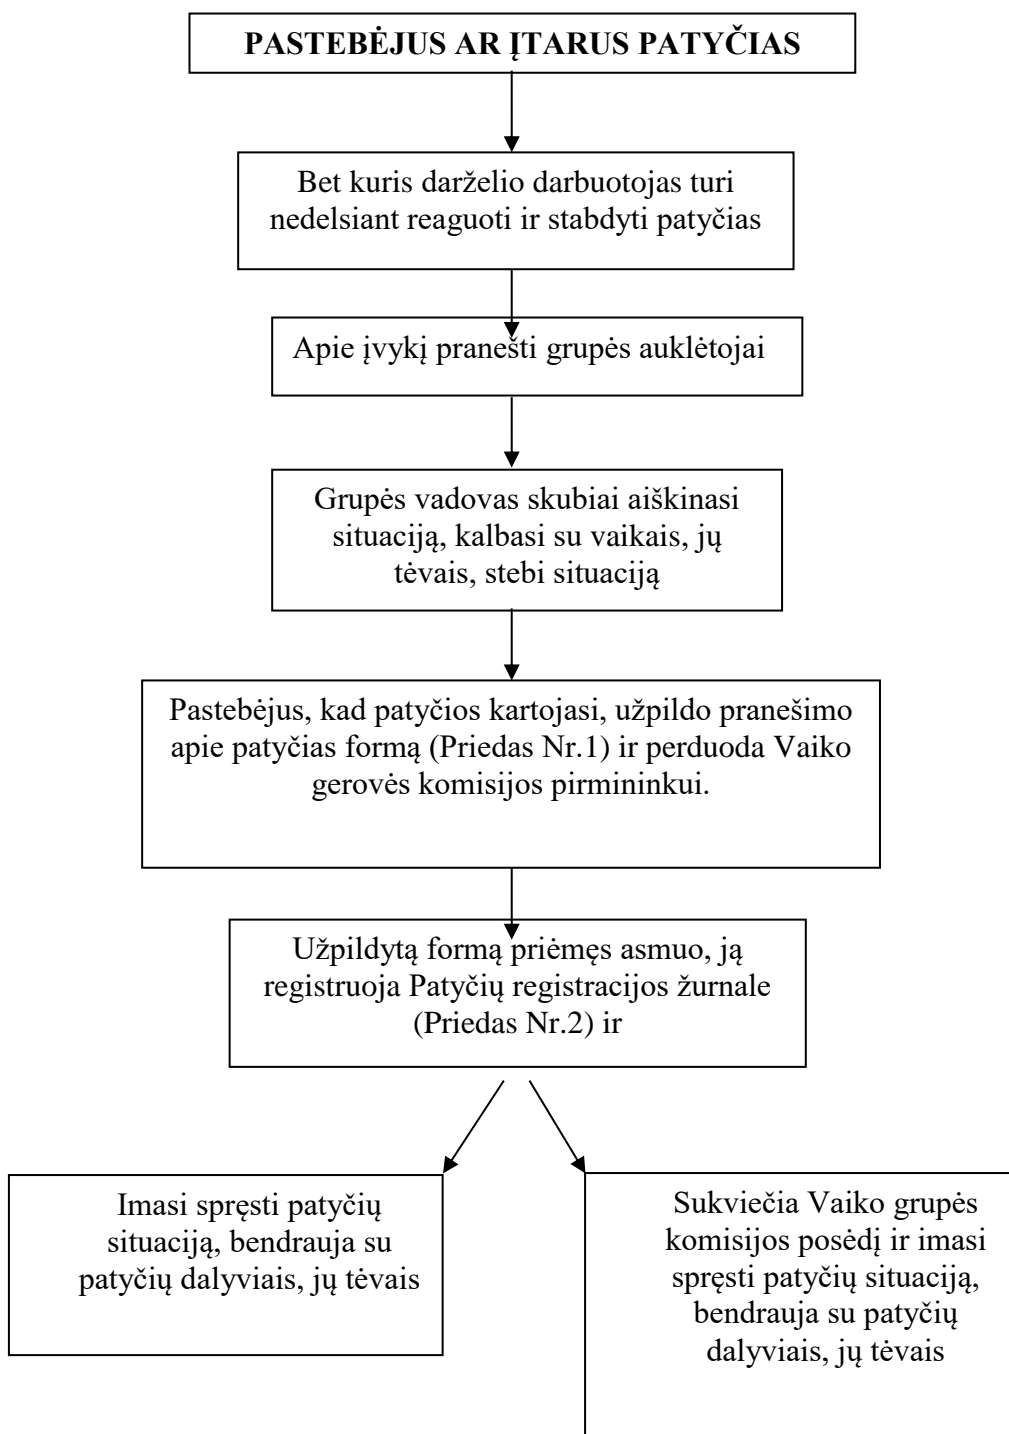 PASTEBĖJUS AR ĮTARUS PATYČIAS
Bet kuris darželio darbuotojas turi
nedelsiant reaguoti ir stabdyti patyčias
Apie įvykį pranešti grupės auklėtojai
Grupės vadovas skubiai aiškinasi
situaciją, kalbasi su vaikais, jų
tėvais, stebi situaciją
Pastebėjus, kad patyčios kartojasi, užpildo pranešimo
apie patyčias formą (Priedas Nr.1) ir perduoda Vaiko
gerovės komisijos pirmininkui.
Užpildytą formą priėmęs asmuo, ją
registruoja Patyčių registracijos žurnale
(Priedas Nr.2) ir
Imasi spręsti patyčių
situaciją, bendrauja su
patyčių dalyviais, jų tėvais
Sukviečia Vaiko grupės
komisijos posėdį ir imasi
spręsti patyčių situaciją,
bendrauja su patyčių
dalyviais, jų tėvais